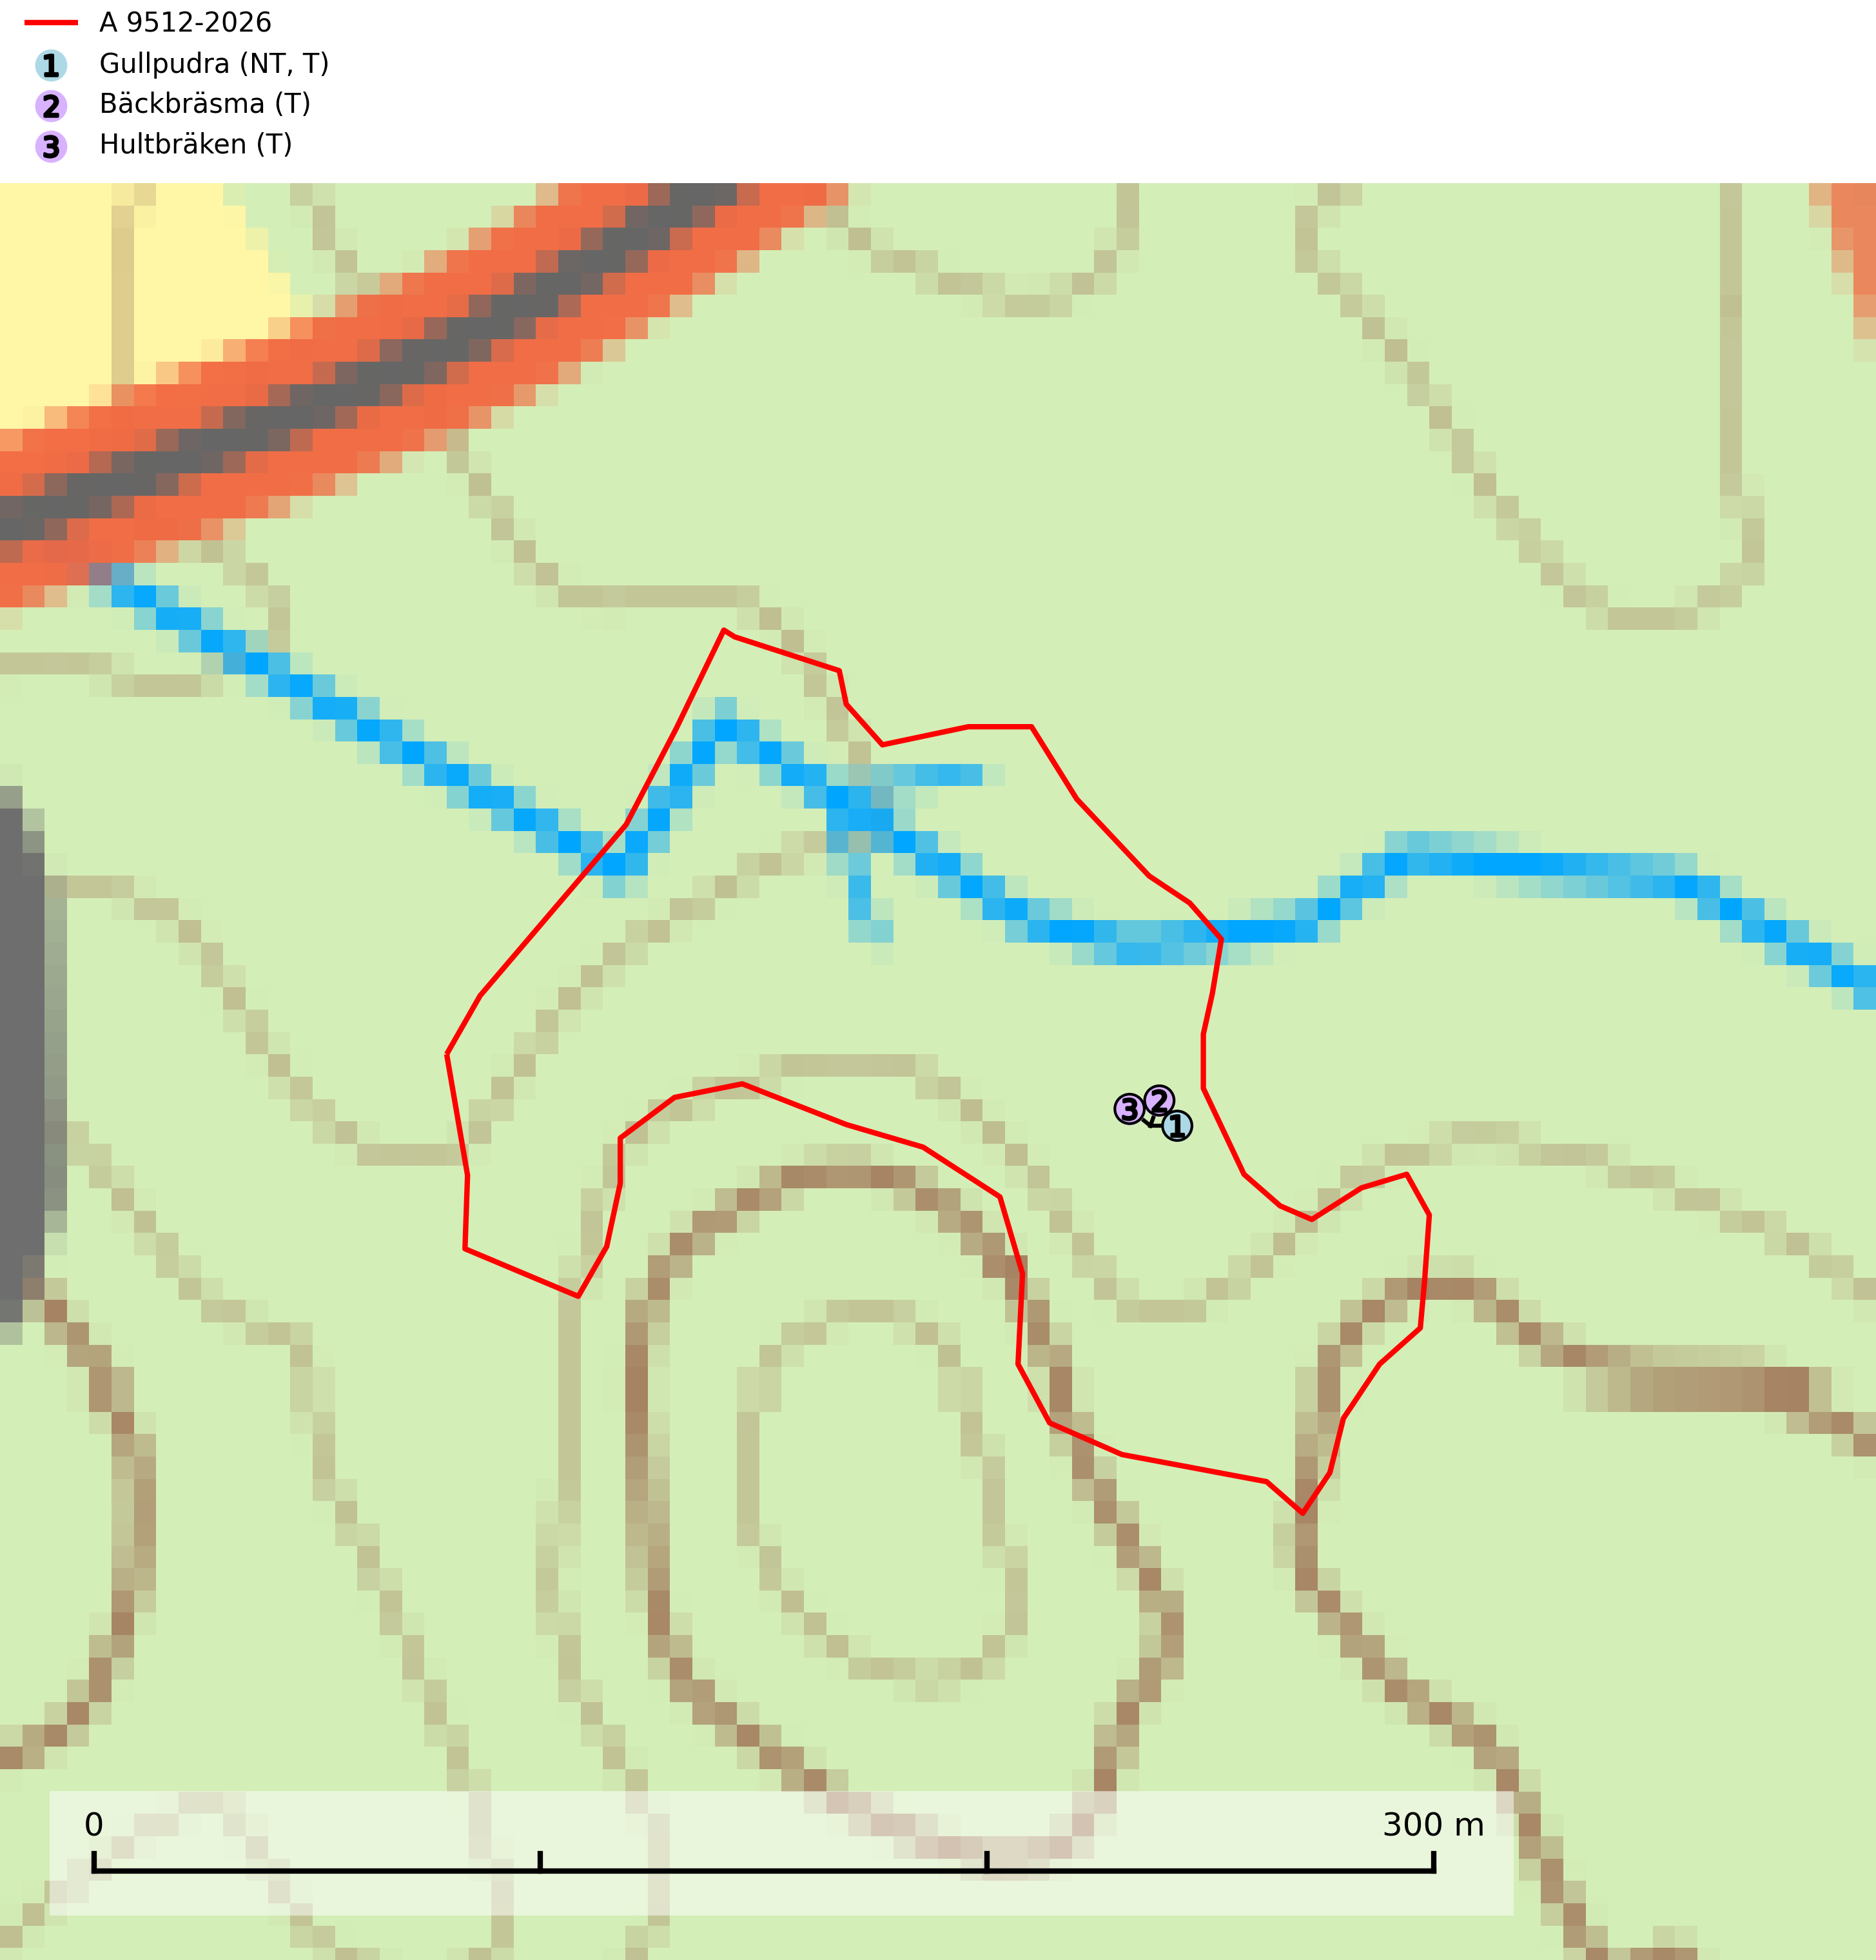 A 9512-2026
1 Gullpudra (NT, T)
2 Bäckbräsma (T)
3 Hultbräken (T)
3 2 1
0 300 m